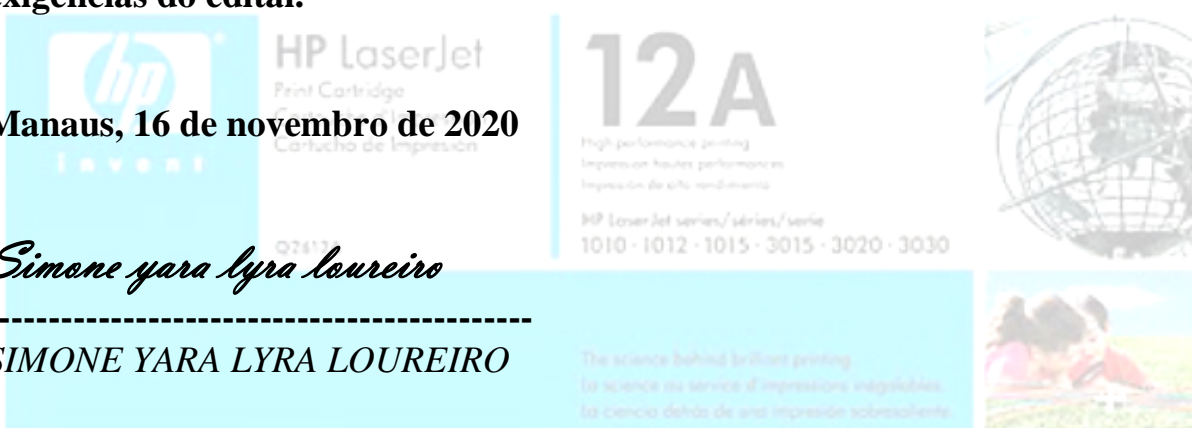 exigências do edital.
hp
invent
HP LaserJet
Print Cartridge
Cartucho de Impresión
Manaus, 16 de novembro de 2020
12A
High performance printing
Impression hautes performances
Impresión de alto rendimiento
HP LaserJet series/séries/serie
1010 · 1012 · 1015 · 3015 · 3020 · 3030
Simone yara lyra loureiro
-------------------------------------------
SIMONE YARA LYRA LOUREIRO
The science behind brilliant printing.
La science au service d'impressions inégalables.
La ciencia detrás de una impresión sobresaliente.